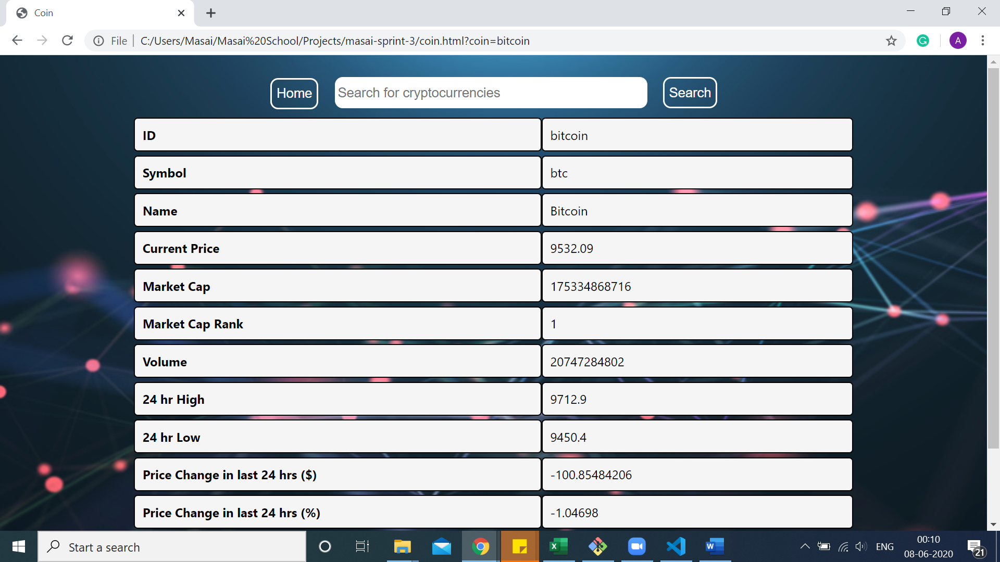 Coin
File
C:/Users/Masai/Masai%20School/Projects/masai-sprint-3/coin.html?coin=bitcoin
A
Home
Search for cryptocurrencies
Search
ID bitcoin
Symbol btc
Name Bitcoin
Current Price 9532.09
Market Cap 175334868716
Market Cap Rank 1
Volume 20747284802
24 hr High 9712.9
24 hr Low 9450.4
Price Change in last 24 hrs ($) -100.85484206
Price Change in last 24 hrs (%) -1.04698
Start a search
ENG
00:10
08-06-2020
21